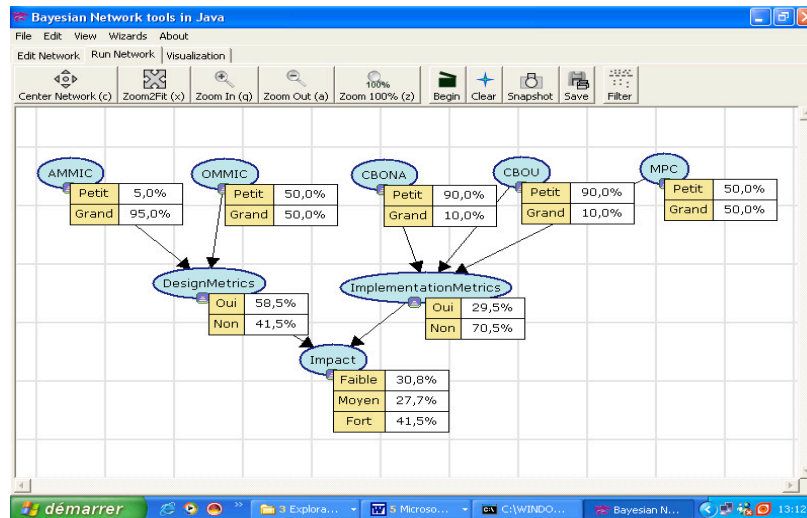 Bayesian Network tools in Java
File Edit View Wizards About
Edit Network Run Network Visualization
Center Network (c) Zoom2Fit (x) Zoom In (q) Zoom Out (a) 100% Zoom 100% (z) Begin Clear Snapshot Save Filter
AMMIC OMMIC CBONA CBOU MPC
Petit 5,0% Petit 50,0% Petit 90,0% Petit 90,0% Petit 50,0%
Grand 95,0% Grand 50,0% Grand 10,0% Grand 10,0% Grand 50,0%
DesignMetrics ImplementationMetrics
Oui 58,5% Oui 29,5%
Non 41,5% Non 70,5%
Impact
Faible 30,8%
Moyen 27,7%
Fort 41,5%
démarrer 3 Explora... 5 Microso... C:\WINDO... Bayesian N... 13:12